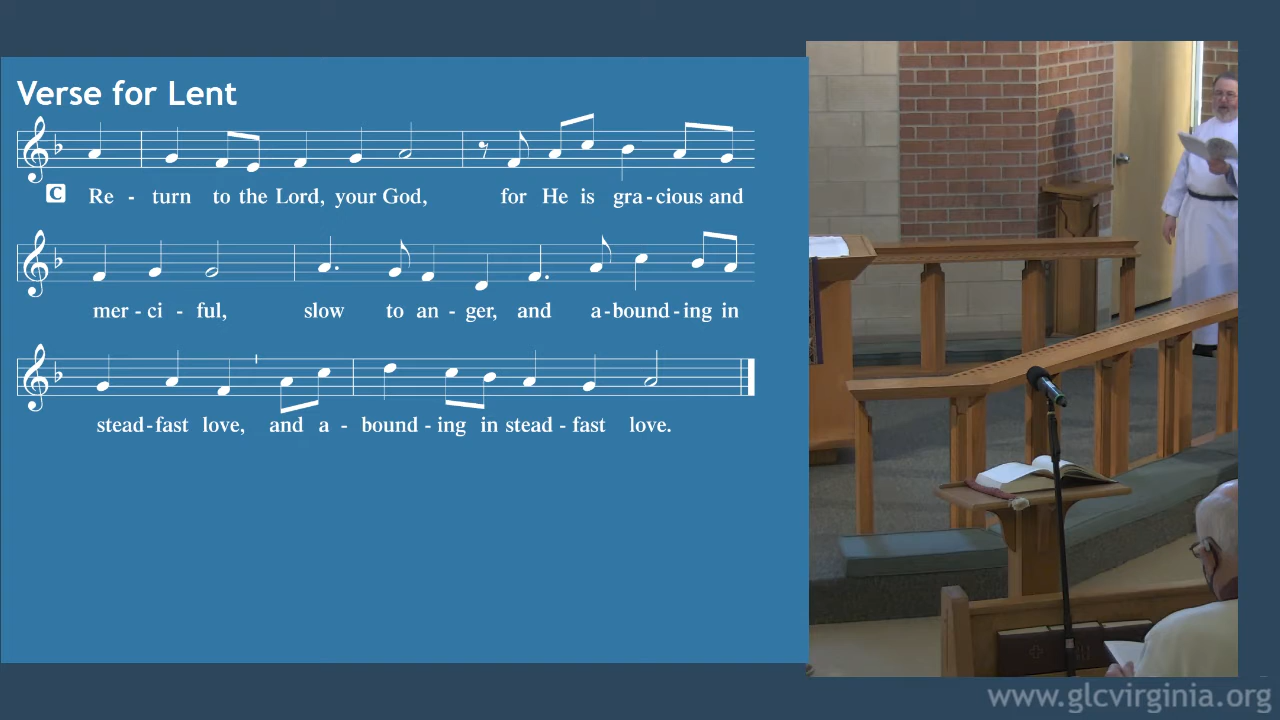 Verse for Lent
C Re - turn to the Lord, your God, for He is gra - cious and
mer - ci - ful, slow to an - ger, and a - bound - ing in
stead - fast love, and a - bound - ing in stead - fast love.
www.glcvirginia.org